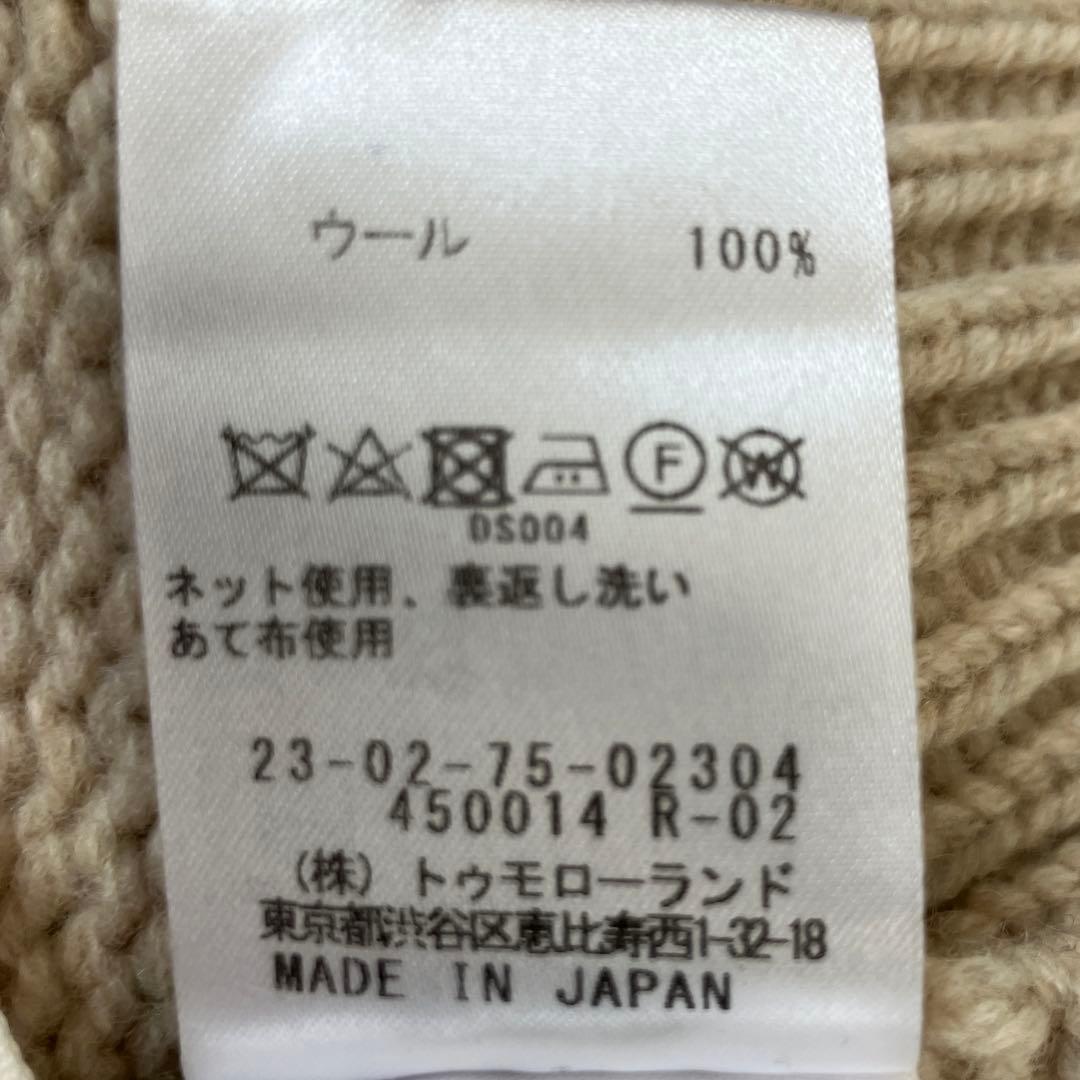 ウール 100%
F W
DS004
ネット使用、裏返し洗い
あて布使用
23-02-75-02304
450014 R-02
(株)トゥモローランド
東京都渋谷区恵比寿西1-32-18
MADE IN JAPAN